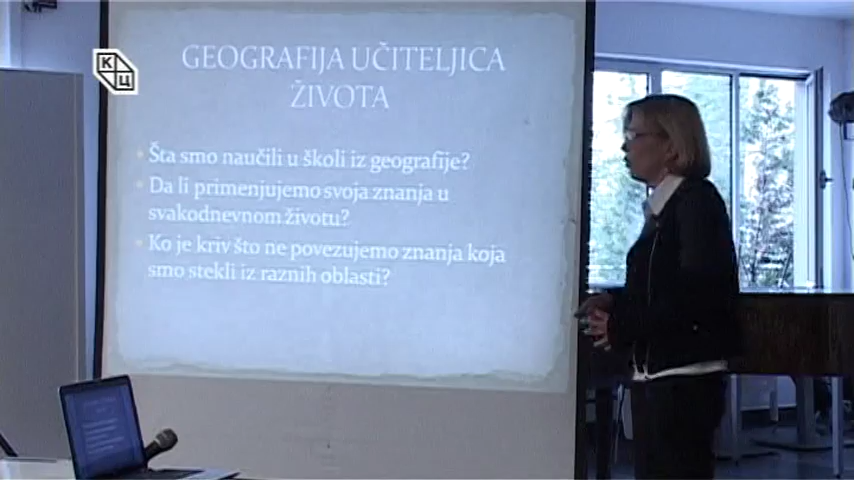 К
Ц
GEOGRAFIJA UČITELJICA
ŽIVOTA
Šta smo naučili u školi iz geografije?
Da li primenjujemo svoja znanja u
svakodnevnom životu?
Ko je kriv što ne povezujemo znanja koja
smo stekli iz raznih oblasti?